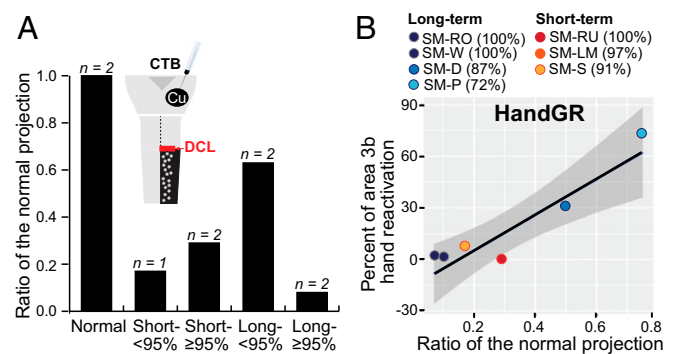 A
CTB
Cu
DCL
Ratio of the normal projection
1.0
0.8
0.6
0.4
0.2
0.0
n = 2
n = 1
n = 2
n = 2
n = 2
Normal
Short-
<95%
Short-
≥95%
Long-
<95%
Long-
≥95%
B
Long-term
SM-RO (100%)
SM-W (100%)
SM-D (87%)
SM-P (72%)
Short-term
SM-RU (100%)
SM-LM (97%)
SM-S (91%)
HandGR
Percent of area 3b
hand reactivation
90
60
30
0
-30
0.2
0.4
0.6
0.8
Ratio of the normal projection